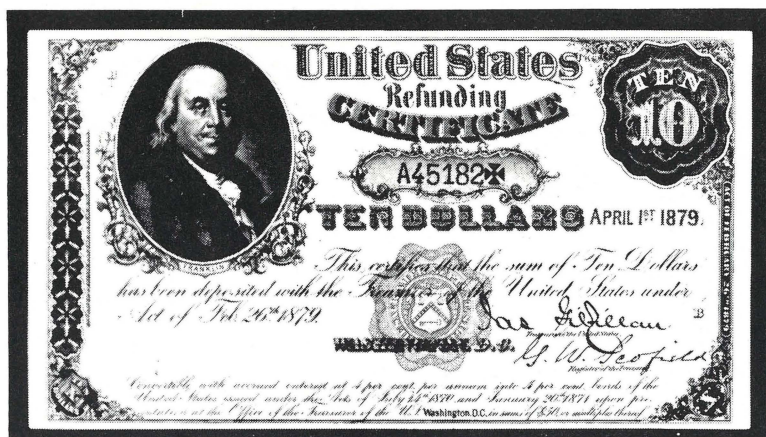 United States
Refunding
CERTIFICATE
TEN
10
A45182
TEN DOLLARS APRIL 1ST 1879.
FRANKLIN
This certifies that the sum of Ten Dollars
has been deposited with the Treasurer of the United States under
Act of Feb. 26th 1879.
B
Jas Gilfillan
Treasurer of the United States.
WASHINGTON, D.C.
G. W. Scofield
Register of the Treasury
Convertible, with accrued interest at 4 per cent. per annum into 4 per cent. bonds of the
United States issued under the Acts of July 14th 1870 and January 20th 1871 upon pre-
sentation at the Office of the Treasurer of the U.S. Washington, D.C. in sums of $50. or multiples thereof